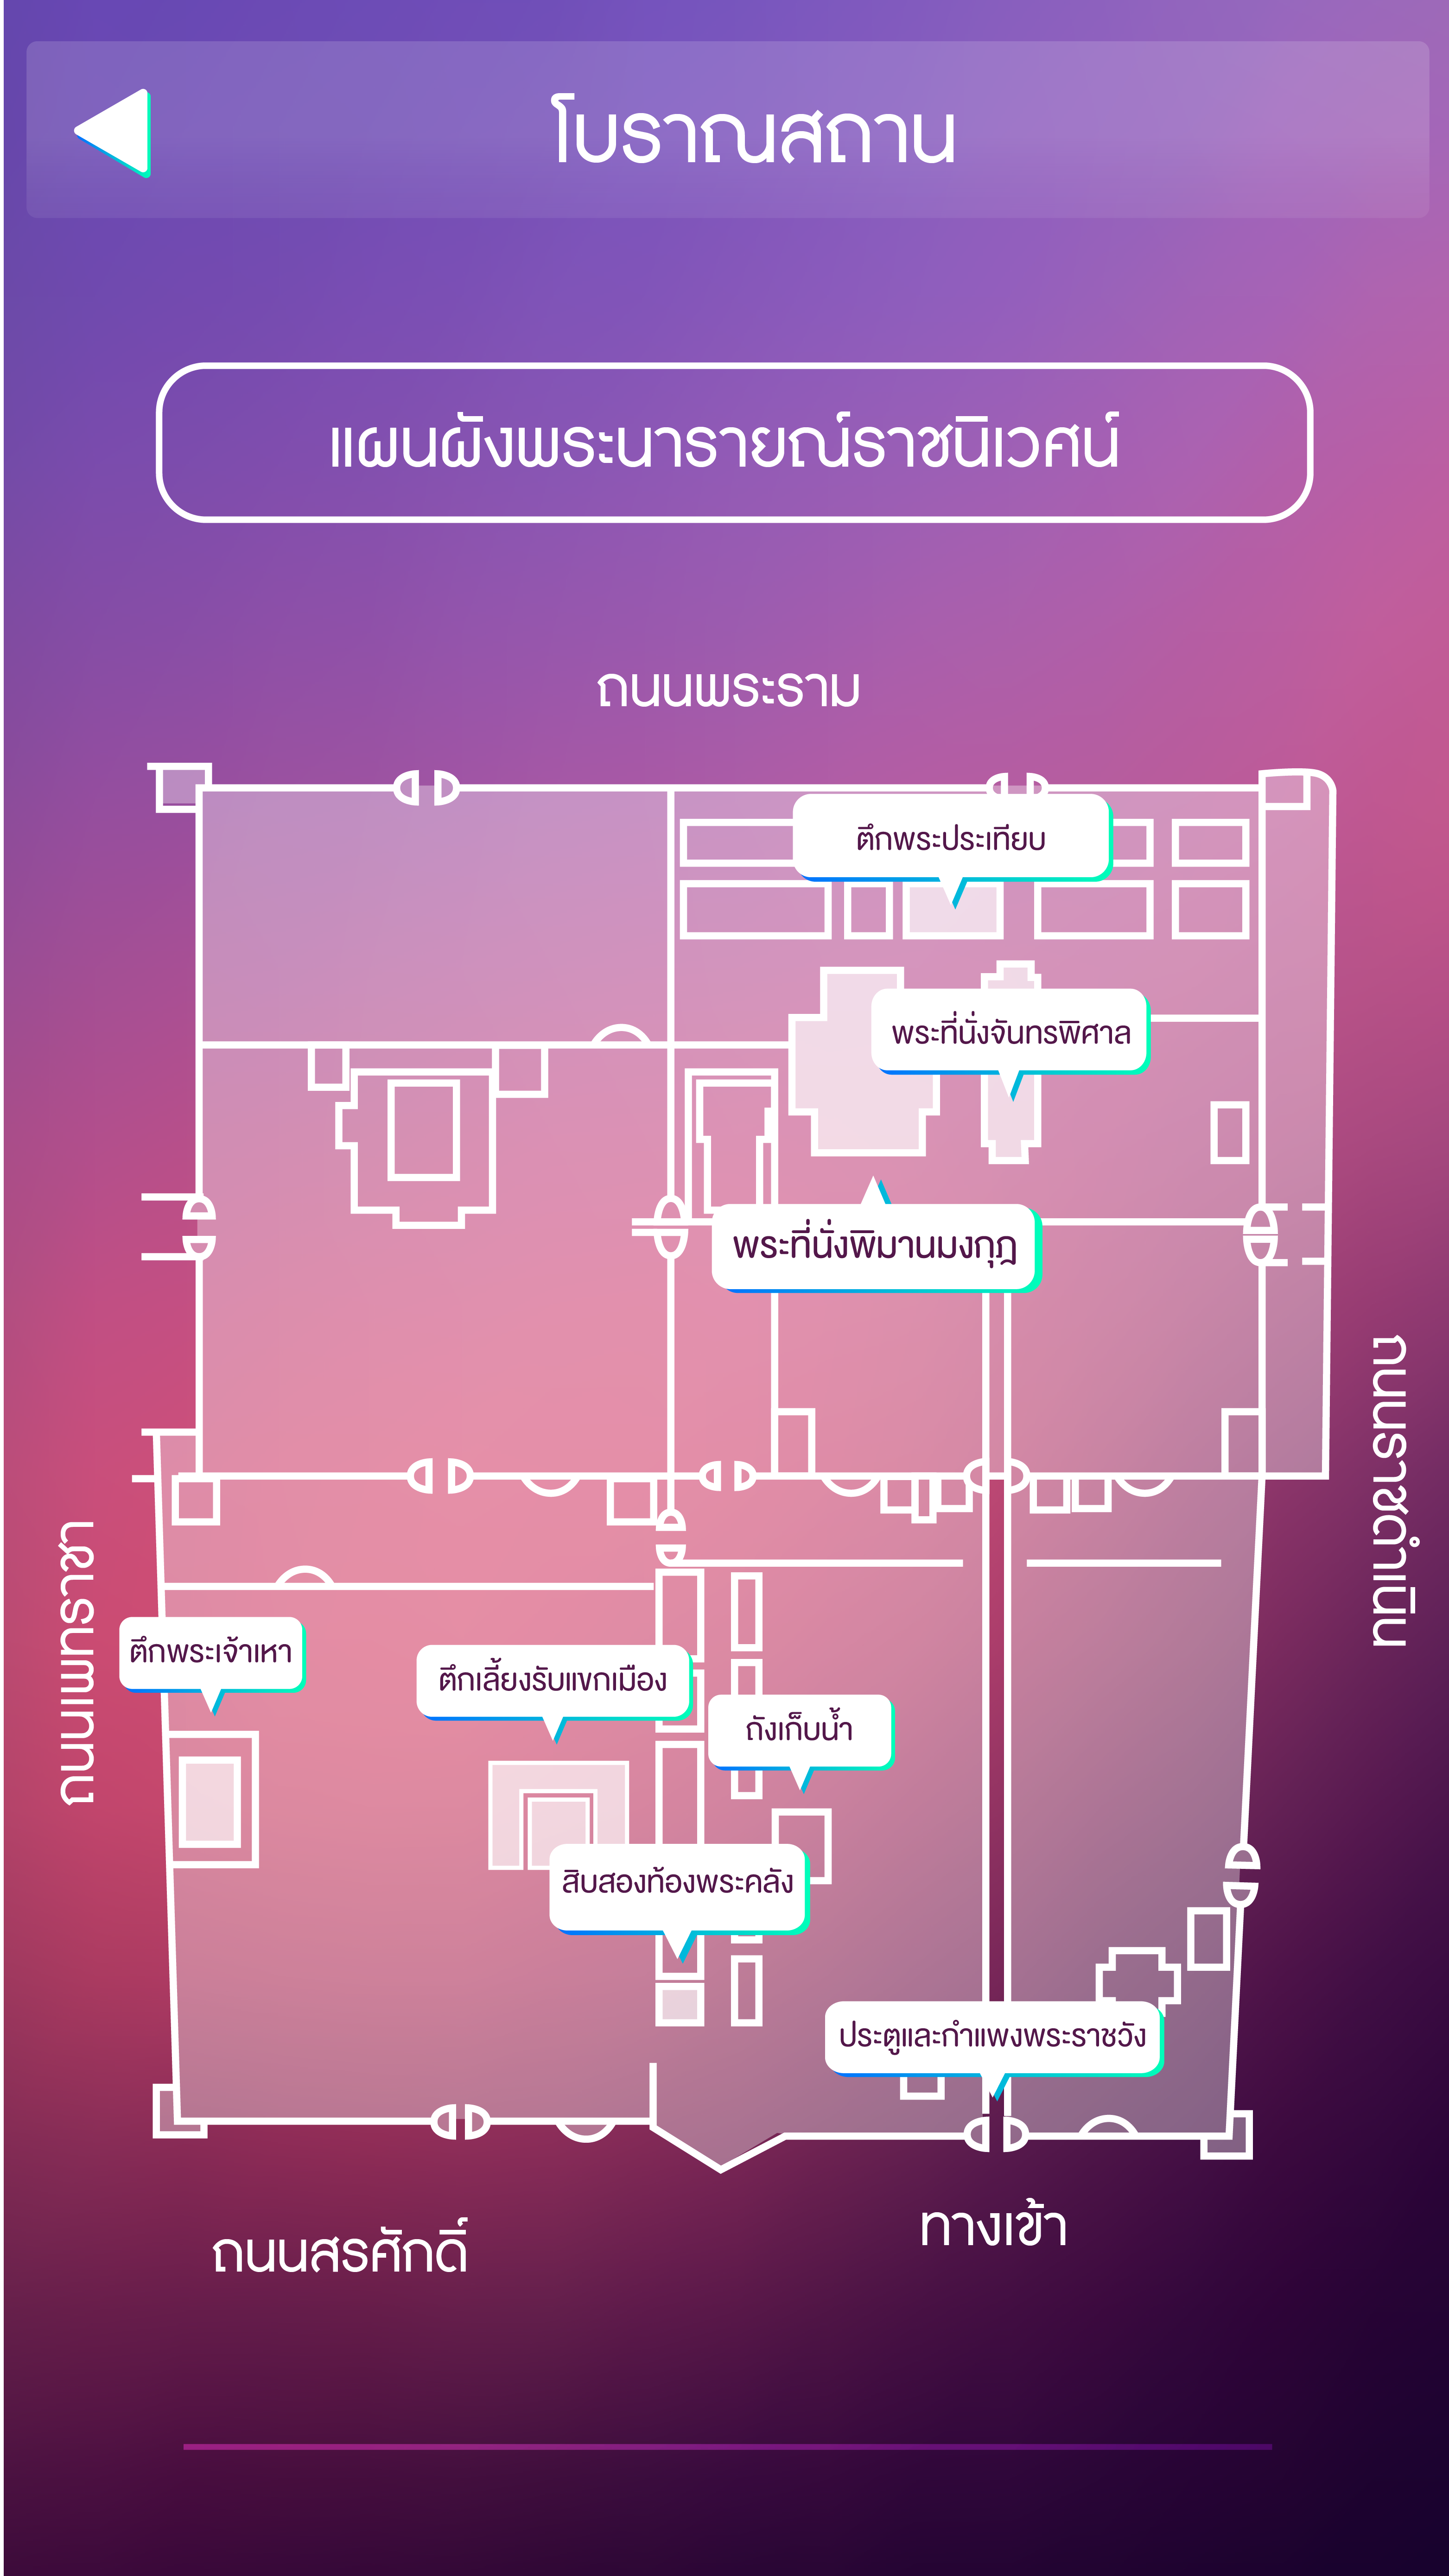 โบราณสถาน
แผนผังพระนารายณ์ราชนิเวศน์
ถนนพระราม
ตึกพระประเทียบ
พระที่นั่งจันทรพิศาล
พระที่นั่งพิมานมงกุฎ
ถนนราชดำเนิน
ถนนเพทราชา
ตึกพระเจ้าเหา
ตึกเลี้ยงรับแขกเมือง
ถังเก็บน้ำ
สิบสองท้องพระคลัง
ประตูและกำแพงพระราชวัง
ทางเข้า
ถนนสรศักดิ์